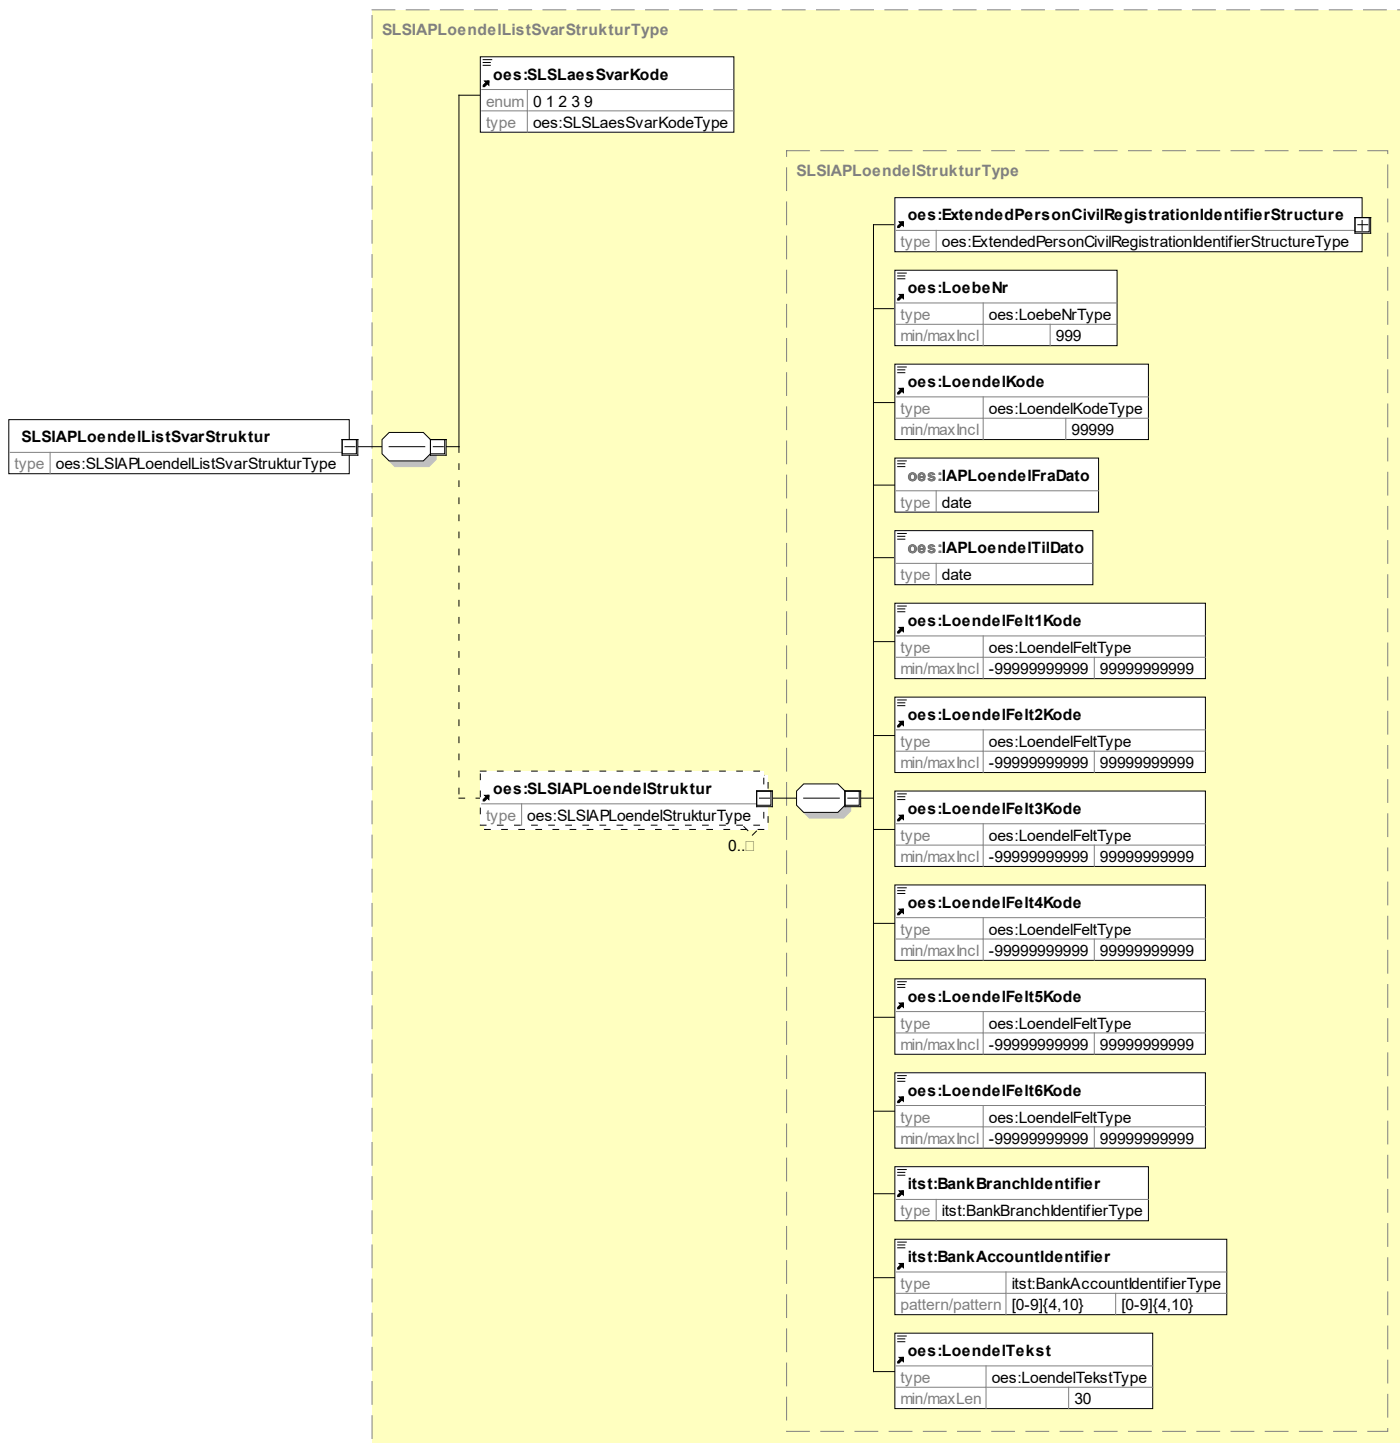 SLSIAPLoendelListSvarStrukturType
oes:SLSLaesSvarKode
enum 0 1 2 3 9
type oes:SLSLaesSvarKodeType
SLSIAPLoendelStrukturType
oes:ExtendedPersonCivilRegistrationIdentifierStructure
type oes:ExtendedPersonCivilRegistrationIdentifierStructureType
oes:LoebeNr
type oes:LoebeNrType
min/maxIncl 999
oes:LoendelKode
type oes:LoendelKodeType
min/maxIncl 99999
SLSIAPLoendelListSvarStruktur
type oes:SLSIAPLoendelListSvarStrukturType
oes:IAPLoendelFraDato
type date
oes:IAPLoendelTilDato
type date
oes:LoendelFelt1Kode
type oes:LoendelFeltType
min/maxIncl -99999999999 99999999999
oes:LoendelFelt2Kode
type oes:LoendelFeltType
min/maxIncl -99999999999 99999999999
oes:SLSIAPLoendelStruktur
type oes:SLSIAPLoendelStrukturType
0..
oes:LoendelFelt3Kode
type oes:LoendelFeltType
min/maxIncl -99999999999 99999999999
oes:LoendelFelt4Kode
type oes:LoendelFeltType
min/maxIncl -99999999999 99999999999
oes:LoendelFelt5Kode
type oes:LoendelFeltType
min/maxIncl -99999999999 99999999999
oes:LoendelFelt6Kode
type oes:LoendelFeltType
min/maxIncl -99999999999 99999999999
itst:BankBranchIdentifier
type itst:BankBranchIdentifierType
itst:BankAccountIdentifier
type itst:BankAccountIdentifierType
pattern/pattern [0-9]{4,10} [0-9]{4,10}
oes:LoendelTekst
type oes:LoendelTekstType
min/maxLen 30